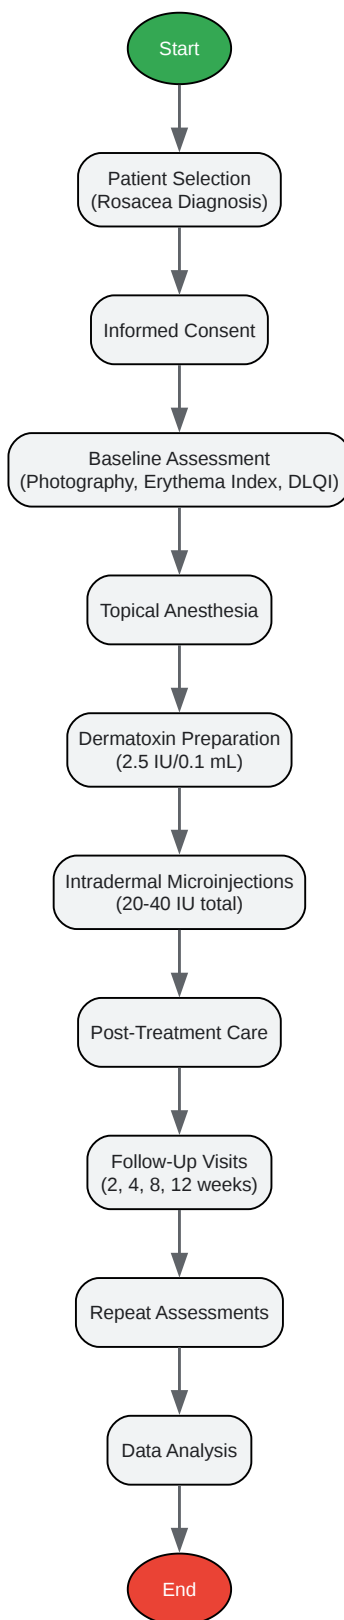 Start
Patient Selection
(Rosacea Diagnosis)
Informed Consent
Baseline Assessment
(Photography, Erythema Index, DLQI)
Topical Anesthesia
Dermatoxin Preparation
(2.5 IU/0.1 mL)
Intradermal Microinjections
(20-40 IU total)
Post-Treatment Care
Follow-Up Visits
(2, 4, 8, 12 weeks)
Repeat Assessments
Data Analysis
End